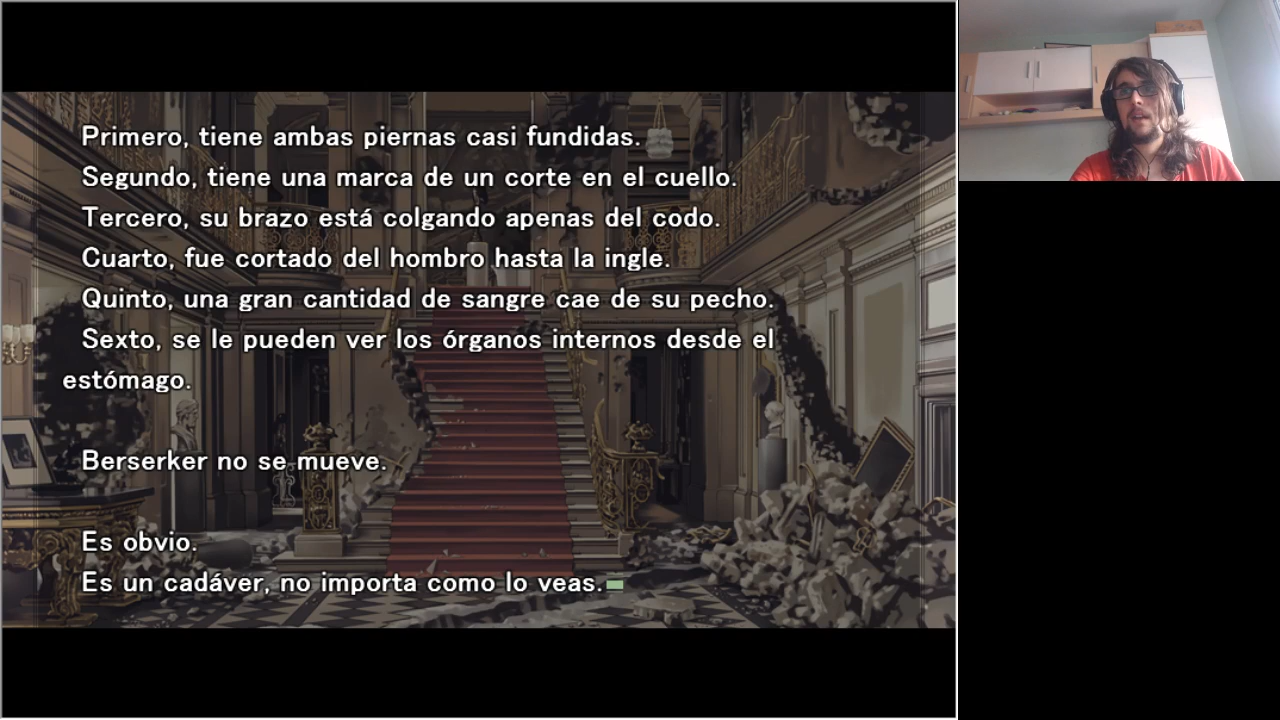 Primero, tiene ambas piernas casi fundidas.
Segundo, tiene una marca de un corte en el cuello.
Tercero, su brazo está colgando apenas del codo.
Cuarto, fue cortado del hombro hasta la ingle.
Quinto, una gran cantidad de sangre cae de su pecho.
Sexto, se le pueden ver los órganos internos desde el
estómago.
Berserker no se mueve.
Es obvio.
Es un cadáver, no importa como lo veas.